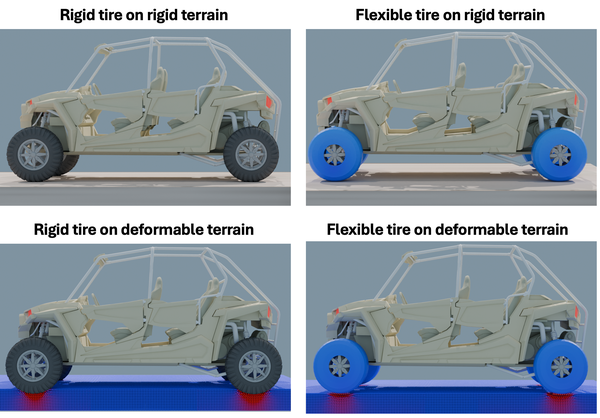 Rigid tire on rigid terrain
Flexible tire on rigid terrain
Rigid tire on deformable terrain
Flexible tire on deformable terrain